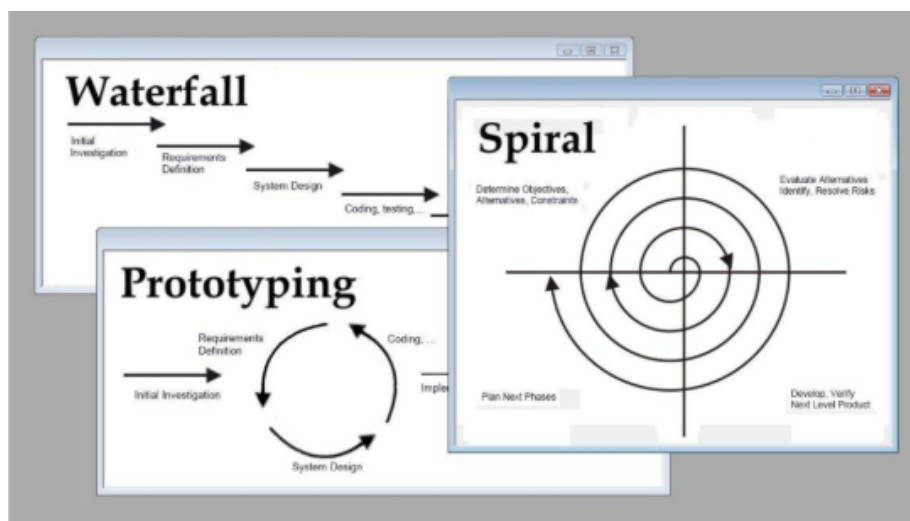 Waterfall
Initial
Investigation
Requirements
Definition
System Design
Coding, testing,...
Prototyping
Requirements
Definition
Coding, ...
Initial Investigation
System Design
Spiral
Determine Objectives,
Alternatives, Constraints
Evaluate Alternatives
Identify, Resolve Risks
Plan Next Phases
Develop, Verify
Next Level Product